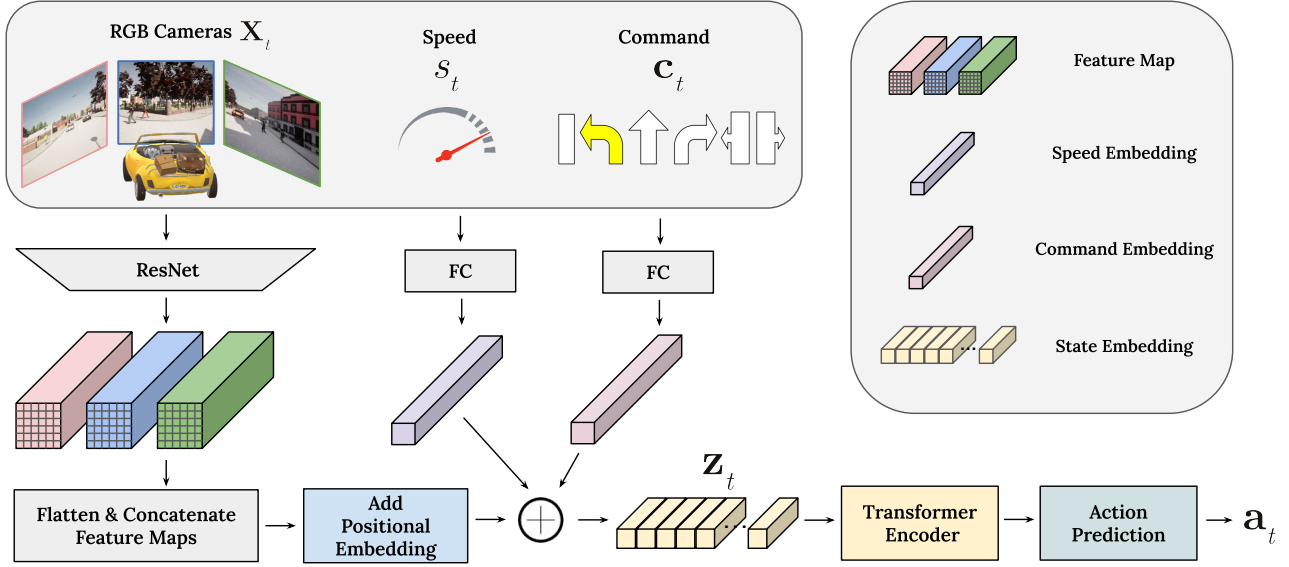 RGB Cameras X_t
Speed
s_t
Command
c_t
Feature Map
Speed Embedding
Command Embedding
State Embedding
ResNet
FC
FC
Flatten & Concatenate
Feature Maps
Add
Positional
Embedding
z_t
...
Transformer
Encoder
Action
Prediction
a_t